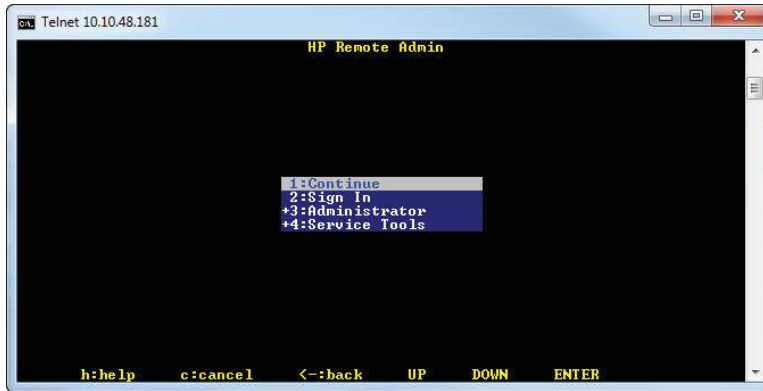 Telnet 10.10.48.181
HP Remote Admin
1:Continue
2:Sign In
+3:Administrator
+4:Service Tools
h:help c:cancel <-:back UP DOWN ENTER